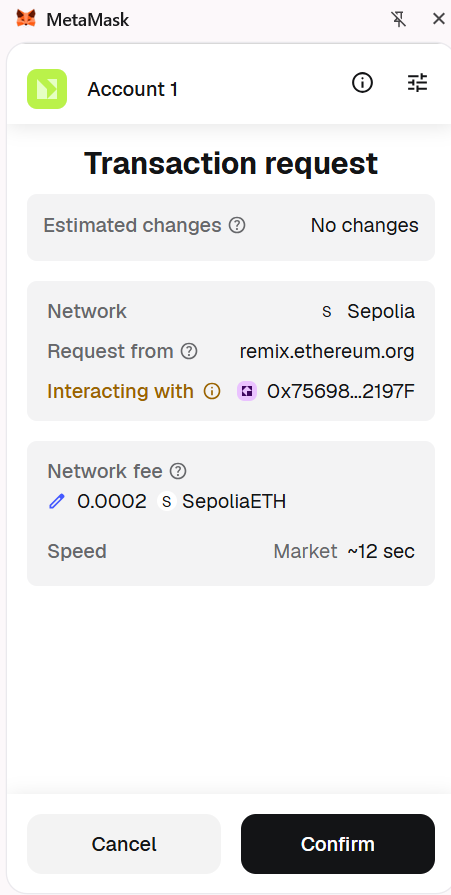 MetaMask
Account 1
Transaction request
Estimated changes No changes
Network S Sepolia
Request from remix.ethereum.org
Interacting with 0x75698...2197F
Network fee
0.0002 S SepoliaETH
Speed Market ~12 sec
Cancel Confirm